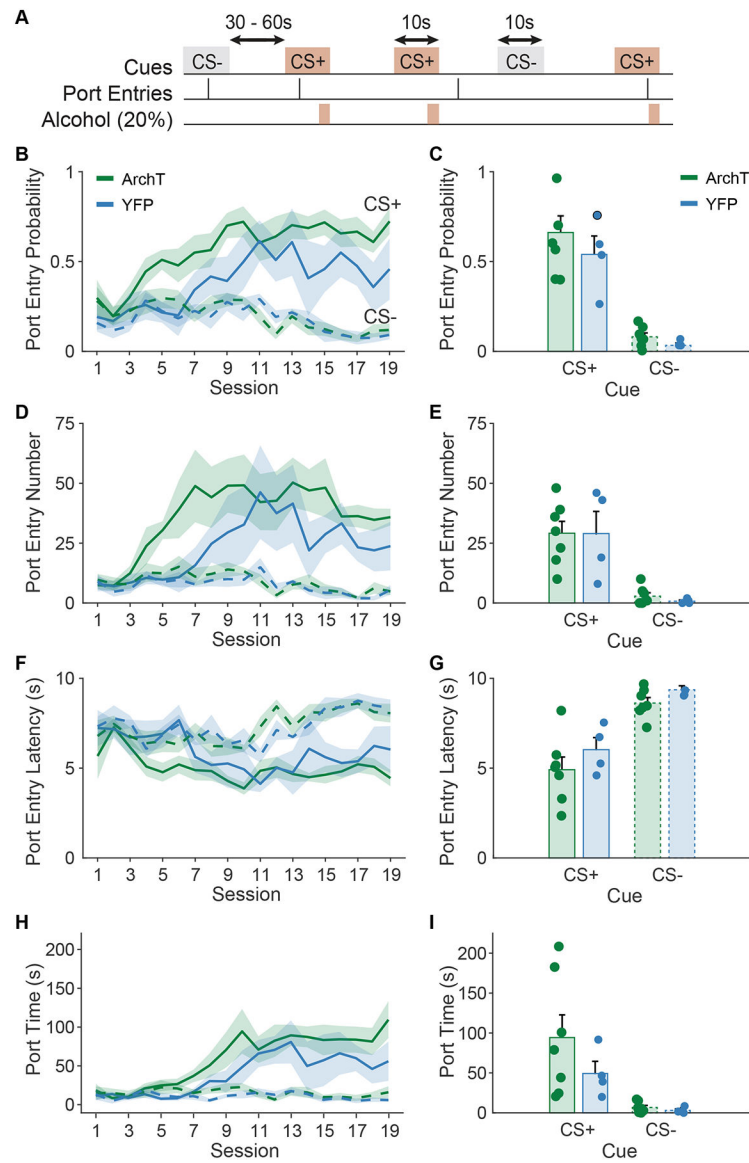 A
30 - 60s 10s 10s
Cues CS- CS+ CS+ CS- CS+
Port Entries
Alcohol (20%)
B
Port Entry Probability
1
0.5
0
ArchT
YFP
CS+
CS-
1 3 5 7 9 11 13 15 17 19
Session
C
Port Entry Probability
1
0.5
0
ArchT
YFP
CS+ CS-
Cue
D
Port Entry Number
75
50
25
0
1 3 5 7 9 11 13 15 17 19
Session
E
Port Entry Number
75
50
25
0
CS+ CS-
Cue
F
Port Entry Latency (s)
10
5
0
1 3 5 7 9 11 13 15 17 19
Session
G
Port Entry Latency (s)
10
5
0
CS+ CS-
Cue
H
Port Time (s)
200
150
100
50
0
1 3 5 7 9 11 13 15 17 19
Session
I
Port Time (s)
200
150
100
50
0
CS+ CS-
Cue